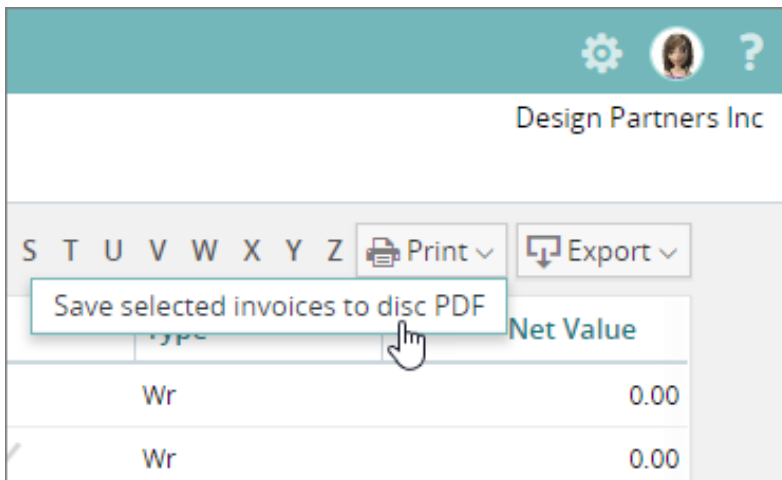 ?
Design Partners Inc
S T U V W X Y Z Print Export
Save selected invoices to disc PDF
Type Net Value
Wr 0.00
Wr 0.00